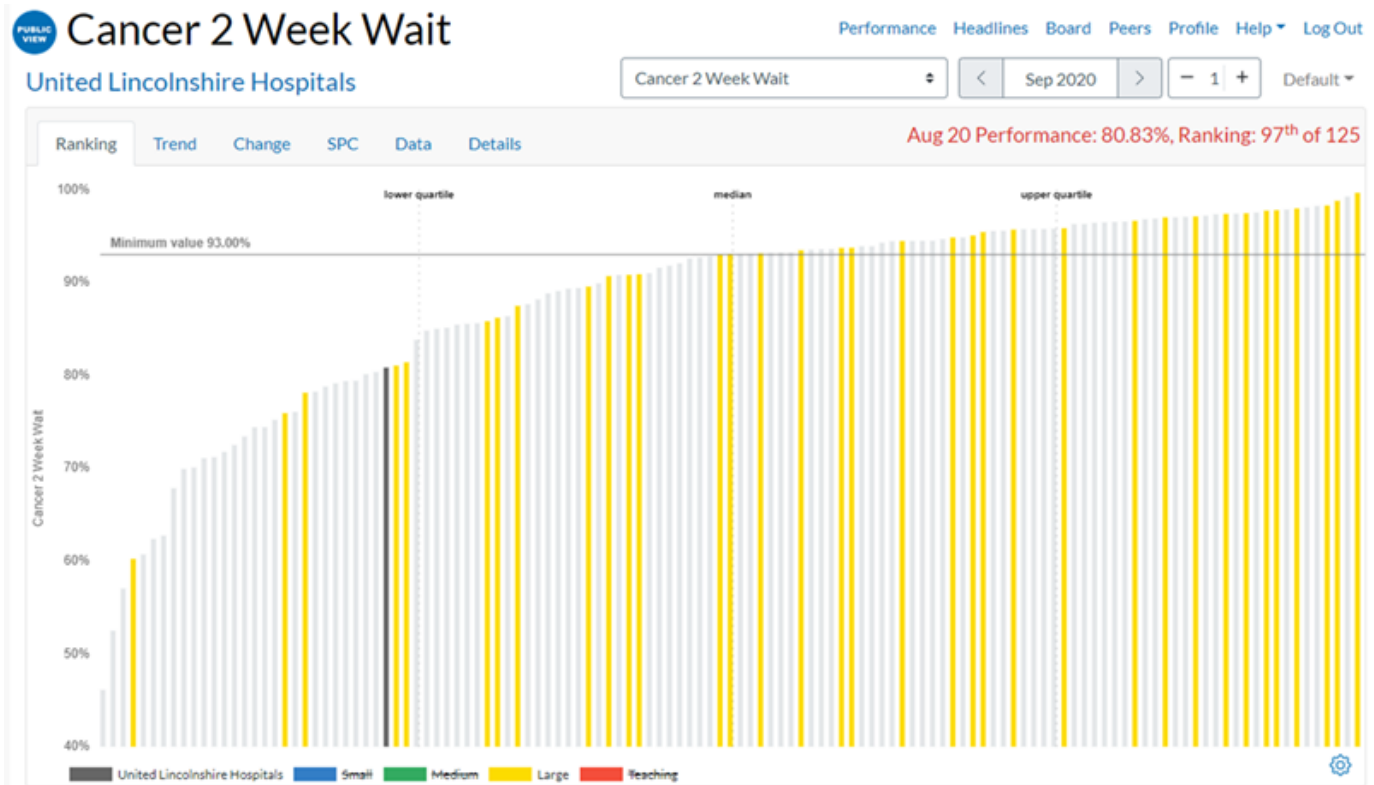 PUBLIC VIEW Cancer 2 Week Wait
Performance Headlines Board Peers Profile Help Log Out
United Lincolnshire Hospitals
Cancer 2 Week Wait < Sep 2020 > − 1 + Default
Ranking Trend Change SPC Data Details
Aug 20 Performance: 80.83%, Ranking: 97th of 125
100%
lower quartile median upper quartile
Minimum value 93.00%
90%
80%
70%
60%
50%
40%
Cancer 2 Week Wait
United Lincolnshire Hospitals Small Medium Large Teaching